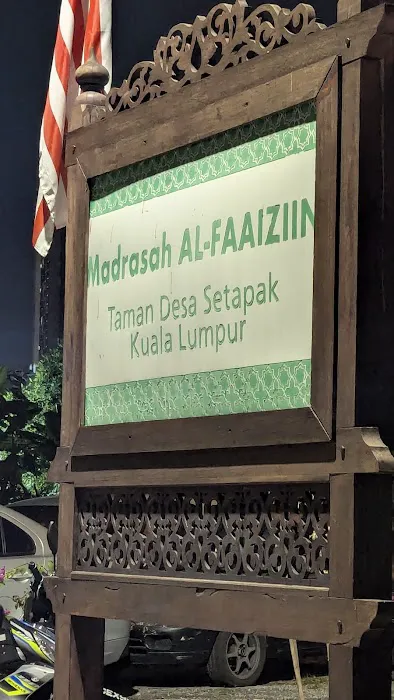 Madrasah AL-FAAIZIIN
Taman Desa Setapak
Kuala Lumpur